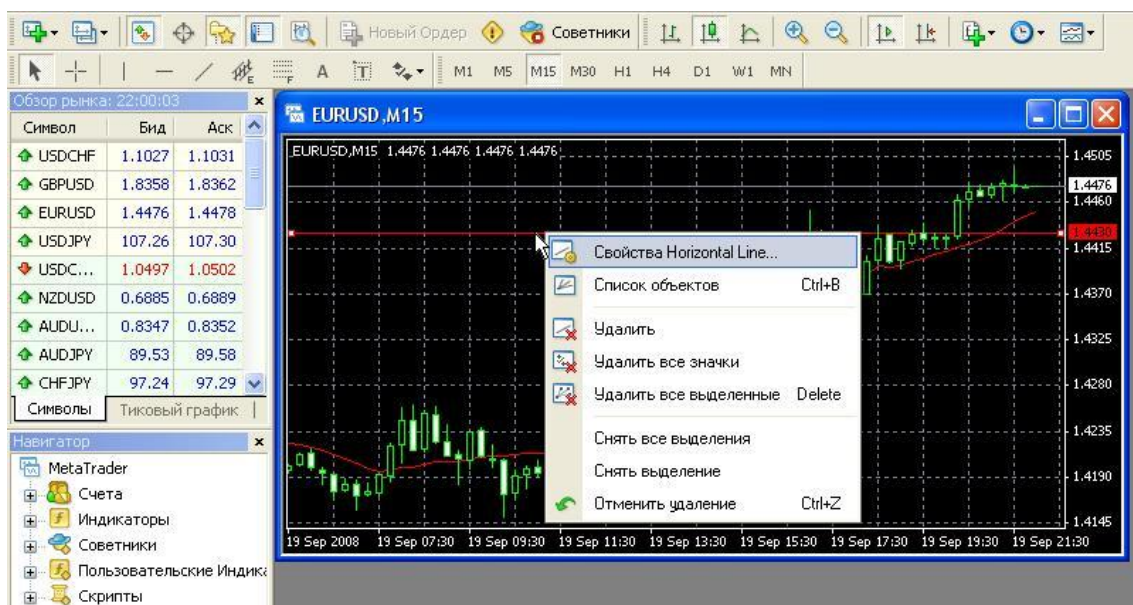 Новый Ордер Советники
E F A T M1 M5 M15 M30 H1 H4 D1 W1 MN
Обзор рынка: 22:00:03
Символ Бид Аск
USDCHF 1.1027 1.1031
GBPUSD 1.8358 1.8362
EURUSD 1.4476 1.4478
USDJPY 107.26 107.30
USDC... 1.0497 1.0502
NZDUSD 0.6885 0.6889
AUDU... 0.8347 0.8352
AUDJPY 89.53 89.58
CHFJPY 97.24 97.29
Символы Тиковый график
Навигатор
MetaTrader
Счета
Индикаторы
Советники
Пользовательские Индика
Скрипты
EURUSD,M15
EURUSD,M15 1.4476 1.4476 1.4476 1.4476
1.4505
1.4476
1.4460
1.4430
1.4415
1.4370
1.4325
1.4280
1.4235
1.4190
1.4145
Свойства Horizontal Line...
Список объектов Ctrl+B
Удалить
Удалить все значки
Удалить все выделенные Delete
Снять все выделения
Снять выделение
Отменить удаление Ctrl+Z
19 Sep 2008 19 Sep 07:30 19 Sep 09:30 19 Sep 11:30 19 Sep 13:30 19 Sep 15:30 19 Sep 17:30 19 Sep 19:30 19 Sep 21:30